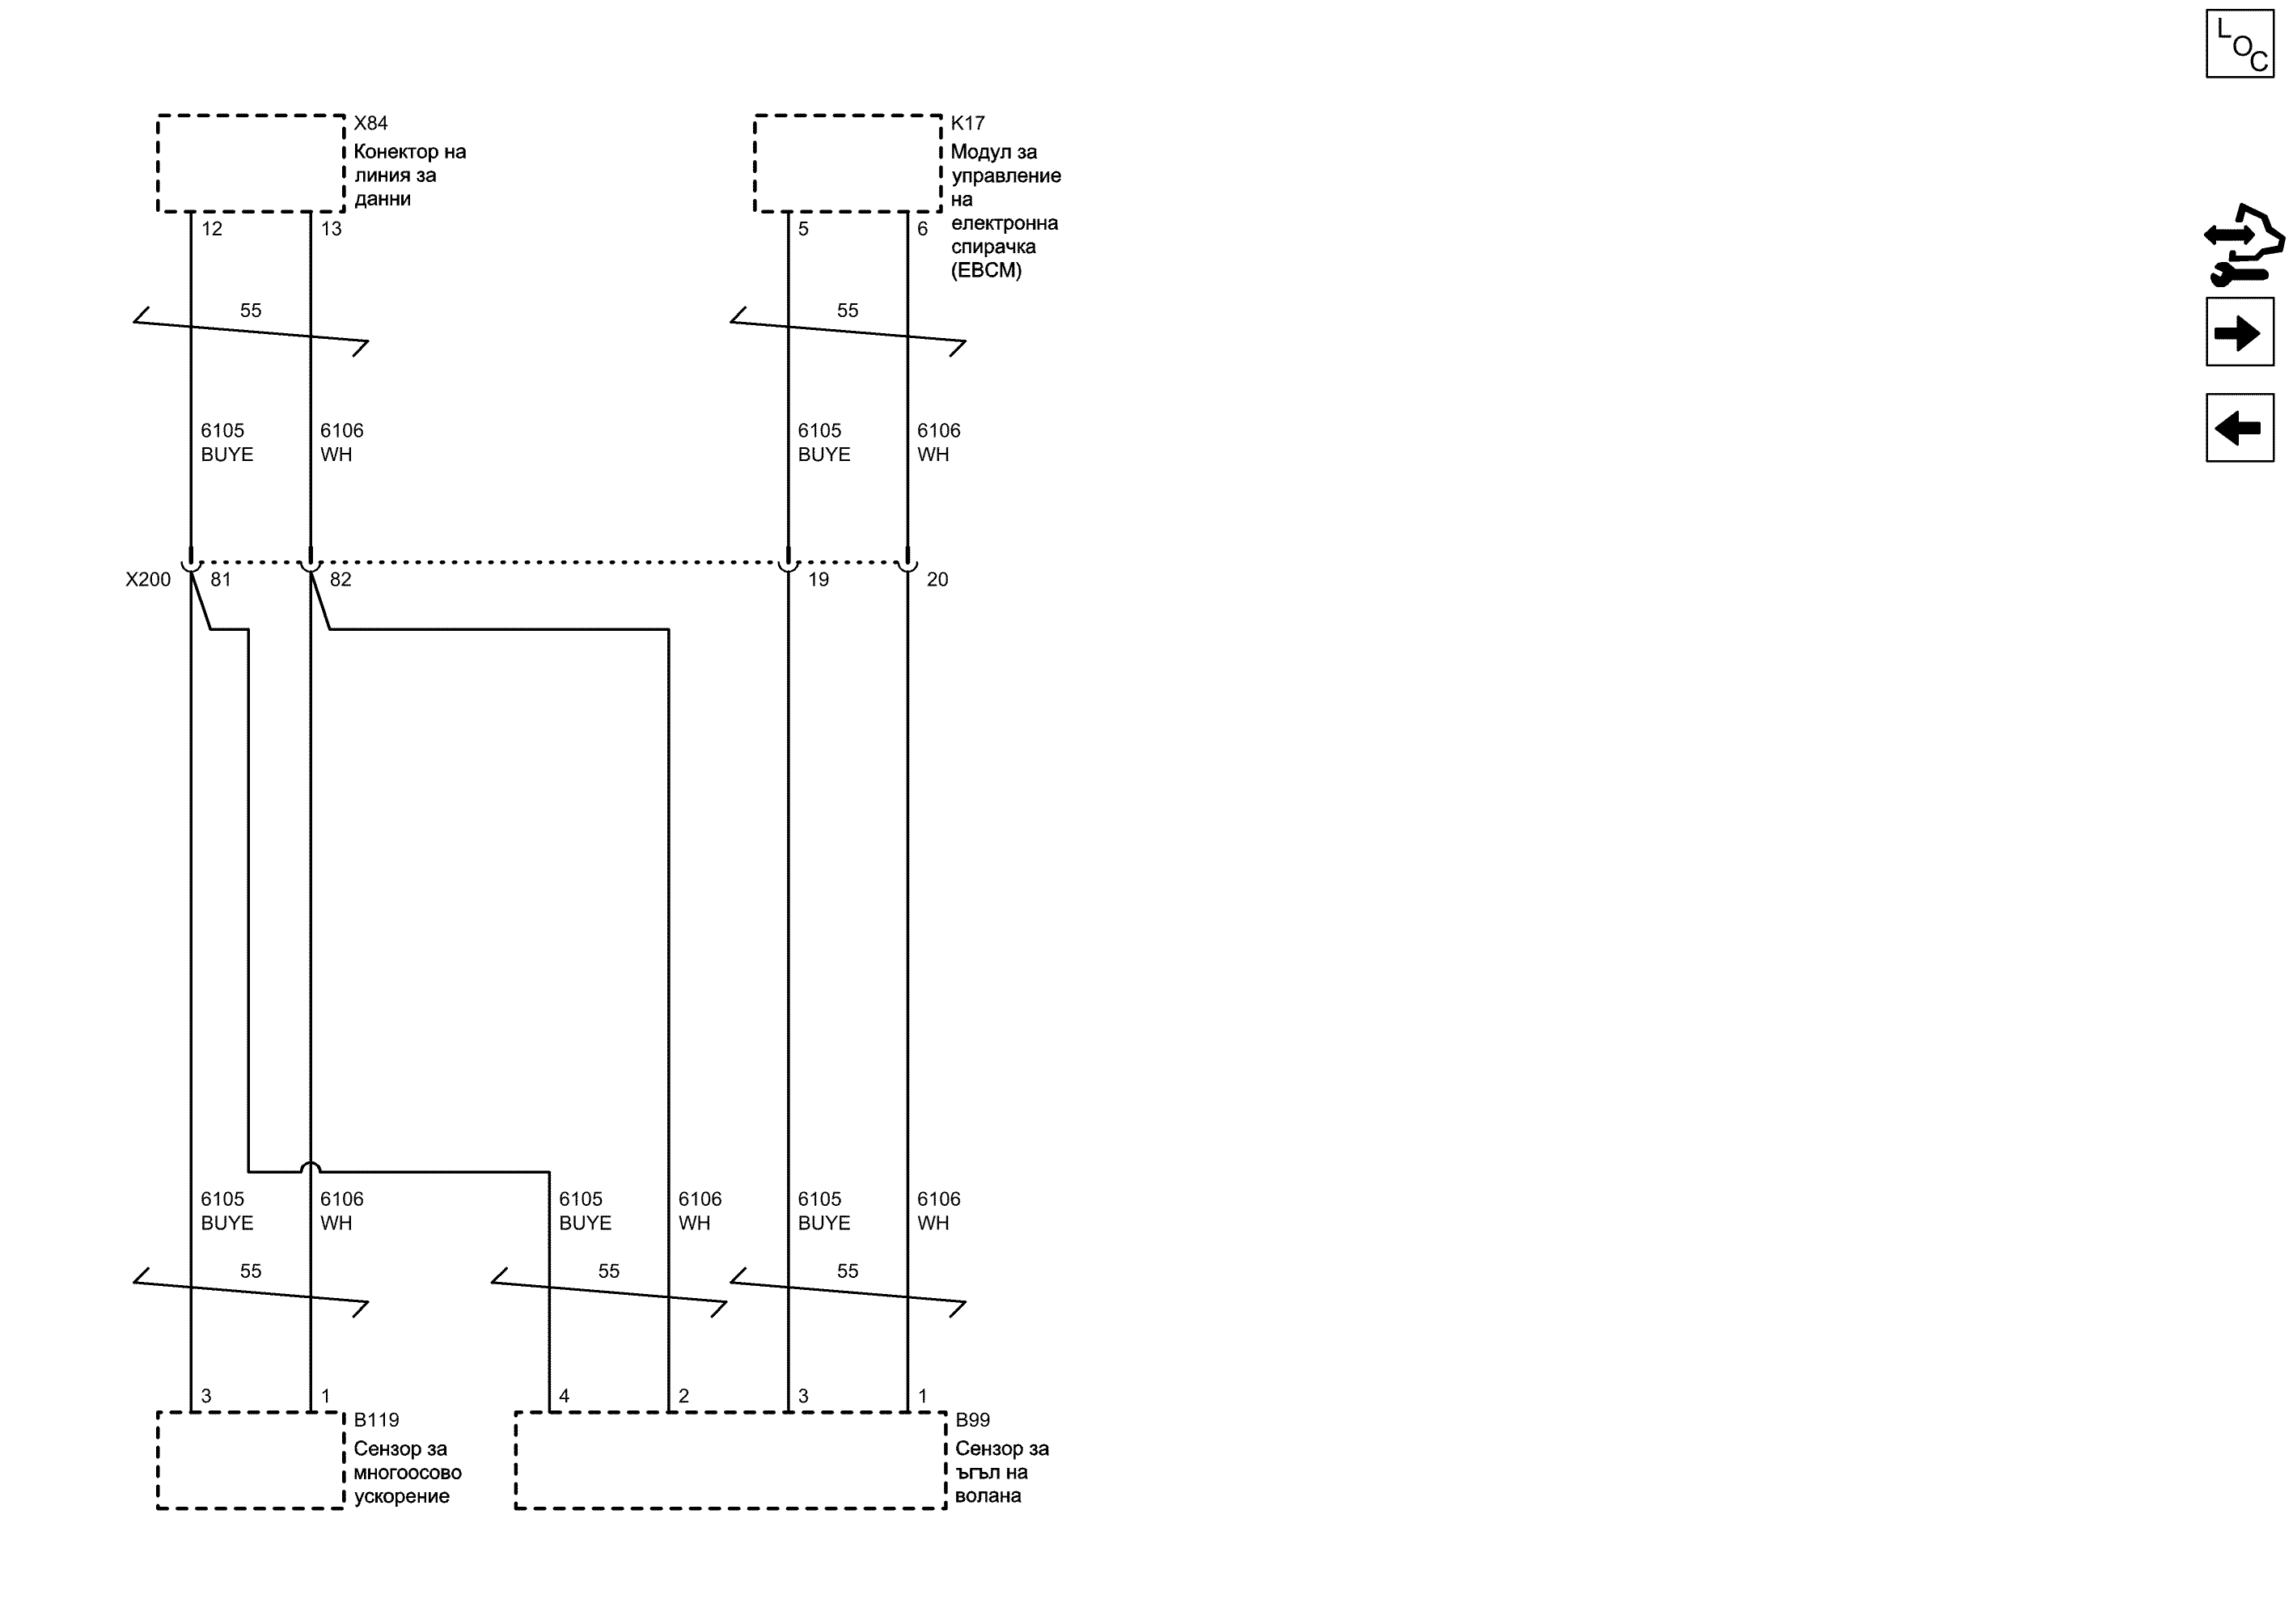 LOC
X84
Конектор на
линия за
данни
K17
Модул за
управление
на
електронна
спирачка
(EBCM)
12
13
5
6
55
55
6105
BUYE
6106
WH
6105
BUYE
6106
WH
X200
81
82
19
20
6105
BUYE
6106
WH
6105
BUYE
6106
WH
6105
BUYE
6106
WH
55
55
55
3
1
4
2
3
1
B119
Сензор за
многоосово
ускорение
B99
Сензор за
ъгъл на
волана